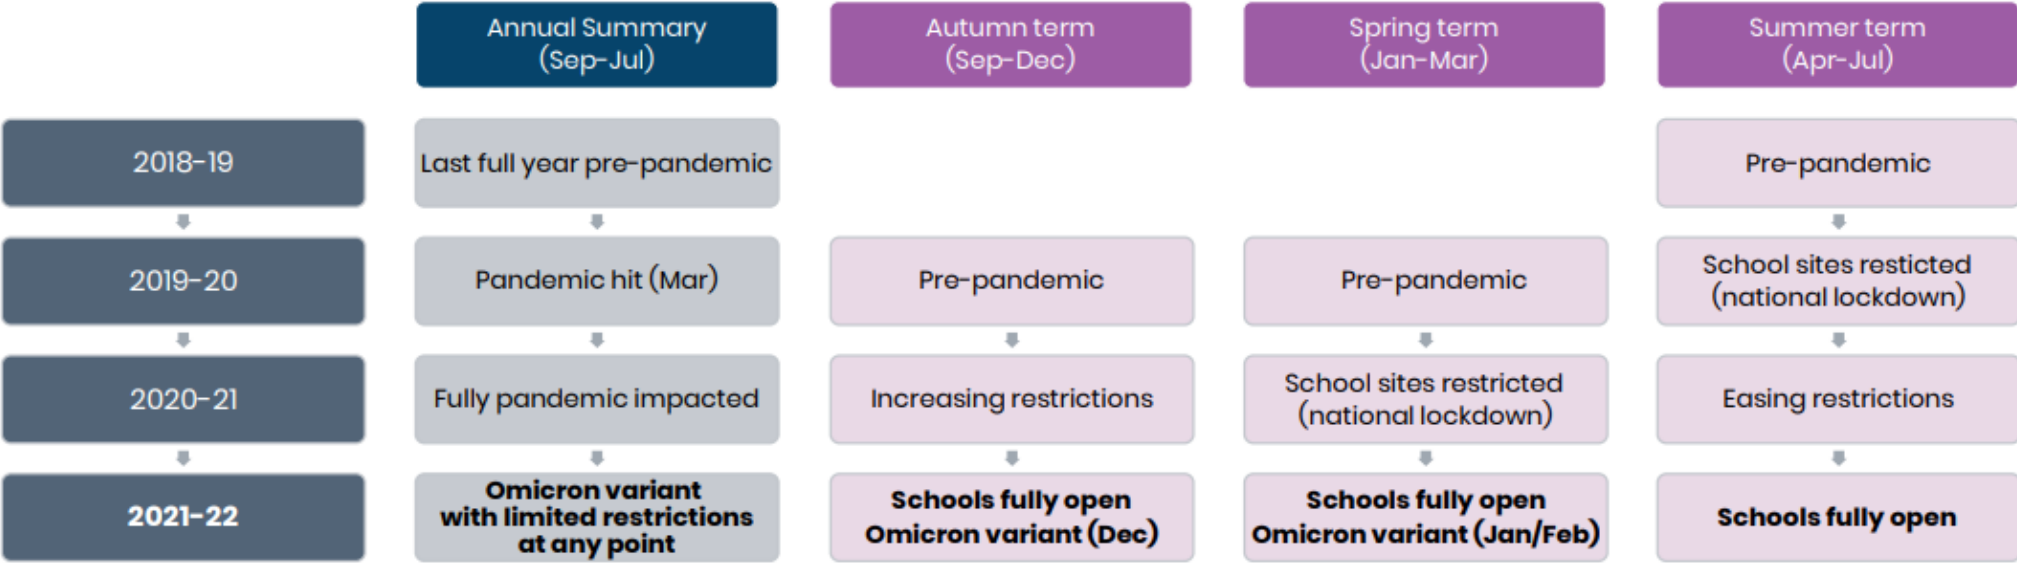 Annual Summary
(Sep-Jul)
Autumn term
(Sep-Dec)
Spring term
(Jan-Mar)
Summer term
(Apr-Jul)
2018-19
Last full year pre-pandemic
Pre-pandemic
2019-20
Pandemic hit (Mar)
Pre-pandemic
Pre-pandemic
School sites resticted
(national lockdown)
2020-21
Fully pandemic impacted
Increasing restrictions
School sites restricted
(national lockdown)
Easing restrictions
2021-22
Omicron variant
with limited restrictions
at any point
Schools fully open
Omicron variant (Dec)
Schools fully open
Omicron variant (Jan/Feb)
Schools fully open